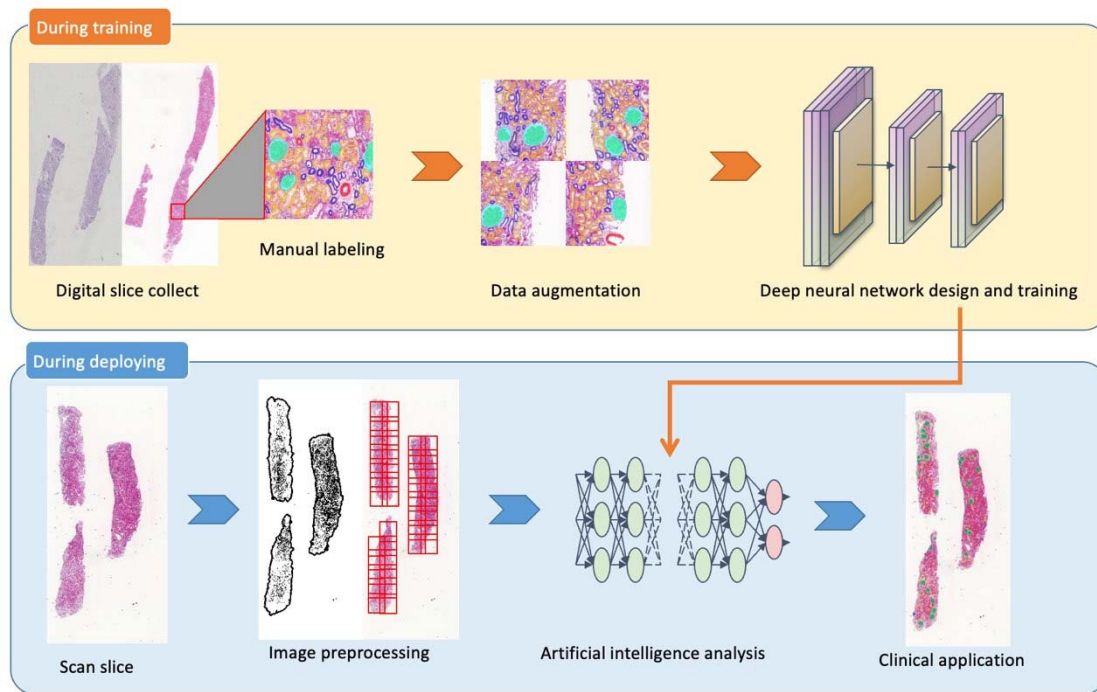 During training
Manual labeling
Digital slice collect
Data augmentation
Deep neural network design and training
During deploying
Scan slice
Image preprocessing
Artificial intelligence analysis
Clinical application